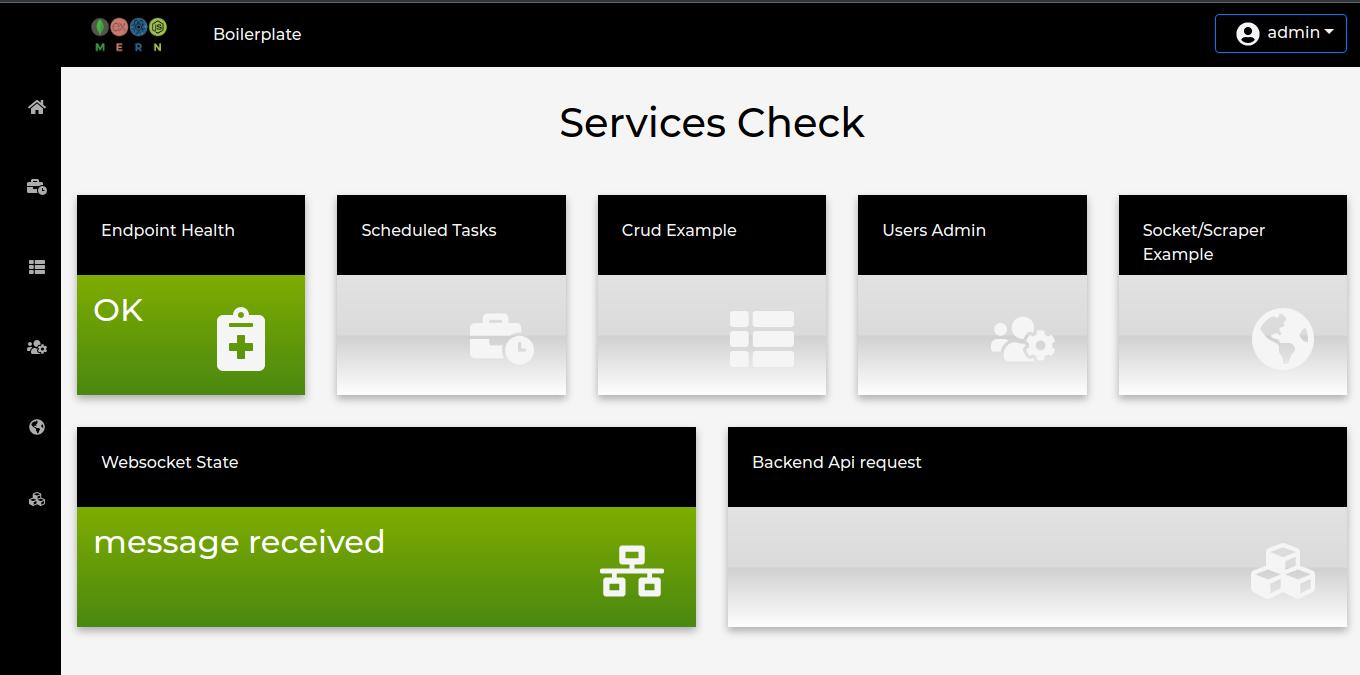 M E R N
Boilerplate
admin
Services Check
Endpoint Health
OK
Scheduled Tasks
Crud Example
Users Admin
Socket/Scraper
Example
Websocket State
message received
Backend Api request